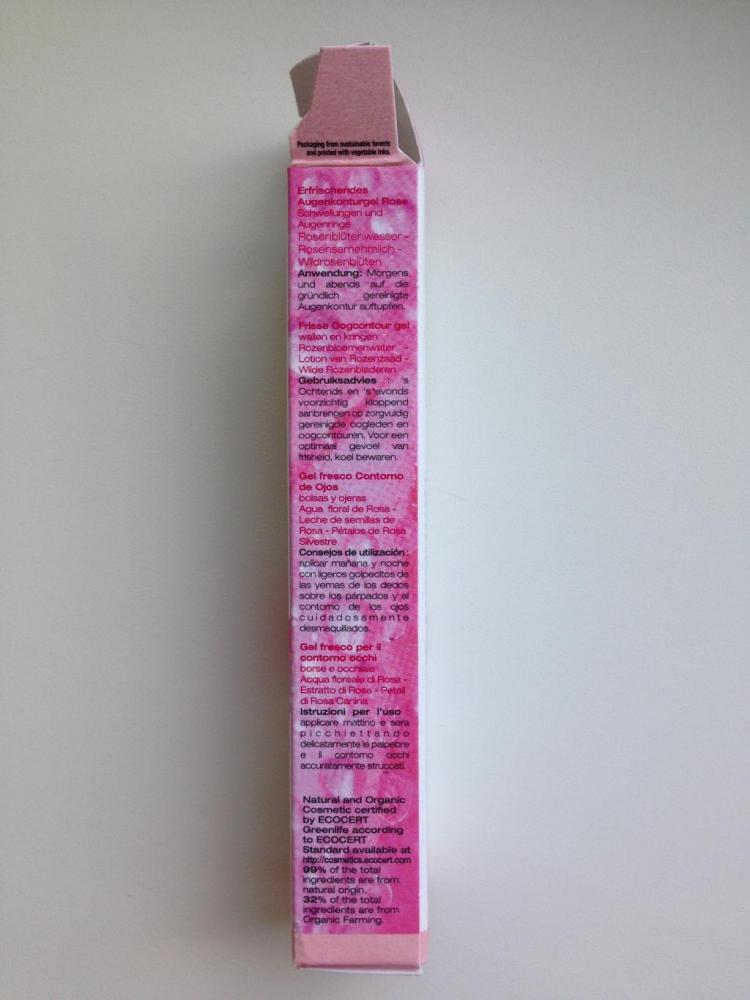 Packaging from sustainable forests
and printed with vegetable inks.
Erfrischendes
Augenkonturgel Rose
Schwellungen und
Augenringe
Rosenblütenwasser -
Rosensamenmilch -
Wildrosenblüten
Anwendung: Morgens
und abends auf die
gründlich gereinigte
Augenkontur auftupfen.
Frisse Oogcontour gel
wallen en kringen
Rozenbloemenwater -
Lotion van Rozenzaad -
Wilde Rozenbladeren
Gebruiksadvies : 's
Ochtends en 's avonds
voorzichtig kloppend
aanbrengen op zorgvuldig
gereinigde oogleden en
oogcontouren. Voor een
optimaal gevoel van
frisheid, koel bewaren.
Gel fresco Contorno
de Ojos
bolsas y ojeras
Agua floral de Rosa -
Leche de semillas de
Rosa - Pétalos de Rosa
Silvestre
Consejos de utilización :
aplicar mañana y noche
con ligeros golpecitos de
las yemas de los dedos
sobre los párpados y el
contorno de los ojos
cuidadosamente
desmaquillados.
Gel fresco per il
contorno occhi
borse e occhiaie
Acqua floreale di Rosa -
Estratto di Rosa - Petali
di Rosa Canina
Istruzioni per l'uso :
applicare mattino e sera
picchiettando
delicatamente le palpebre
e il contorno occhi
accuratamente struccati.
Natural and Organic
Cosmetic certified
by ECOCERT
Greenlife according
to ECOCERT
Standard available at
http://cosmetics.ecocert.com
99% of the total
ingredients are from
natural origin.
32% of the total
ingredients are from
Organic Farming.